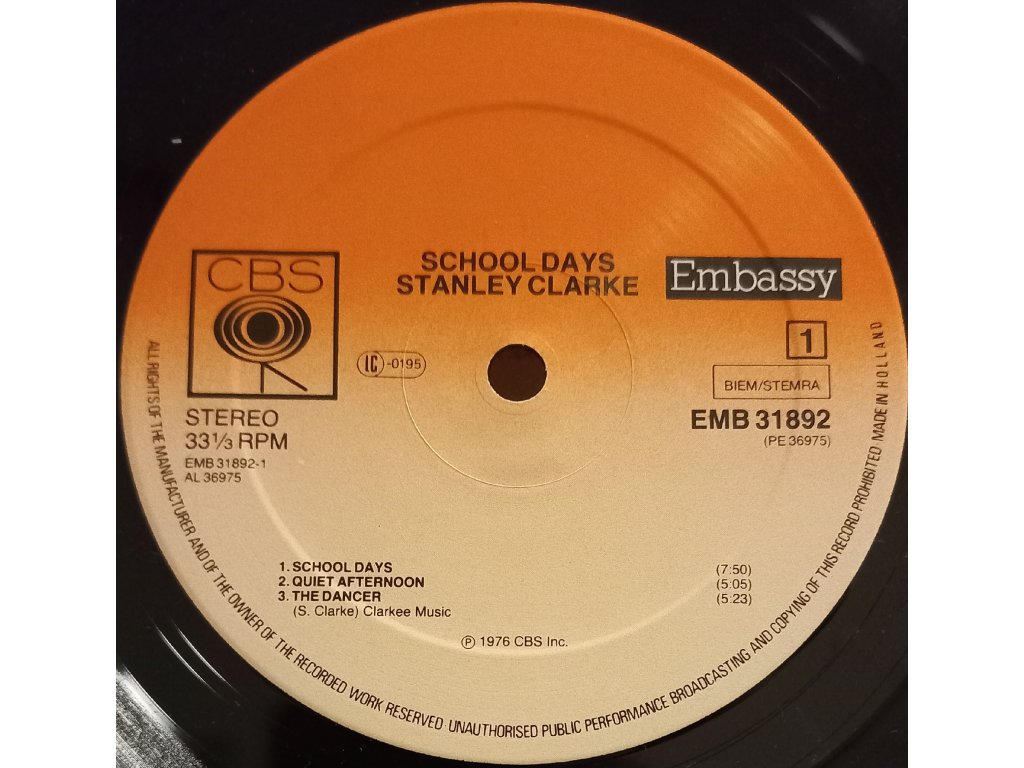 CBS
SCHOOL DAYS
STANLEY CLARKE
Embassy
1
IC -0195
BIEM/STEMRA
STEREO
33⅓ RPM
EMB 31892
(PE 36975)
EMB 31892-1
AL 36975
1. SCHOOL DAYS (7:50)
2. QUIET AFTERNOON (5:05)
3. THE DANCER (5:23)
(S. Clarke) Clarkee Music
℗ 1976 CBS Inc.
ALL RIGHTS OF THE MANUFACTURER AND OF THE OWNER OF THE RECORDED WORK RESERVED · UNAUTHORISED PUBLIC PERFORMANCE BROADCASTING AND COPYING OF THIS RECORD PROHIBITED MADE IN HOLLAND